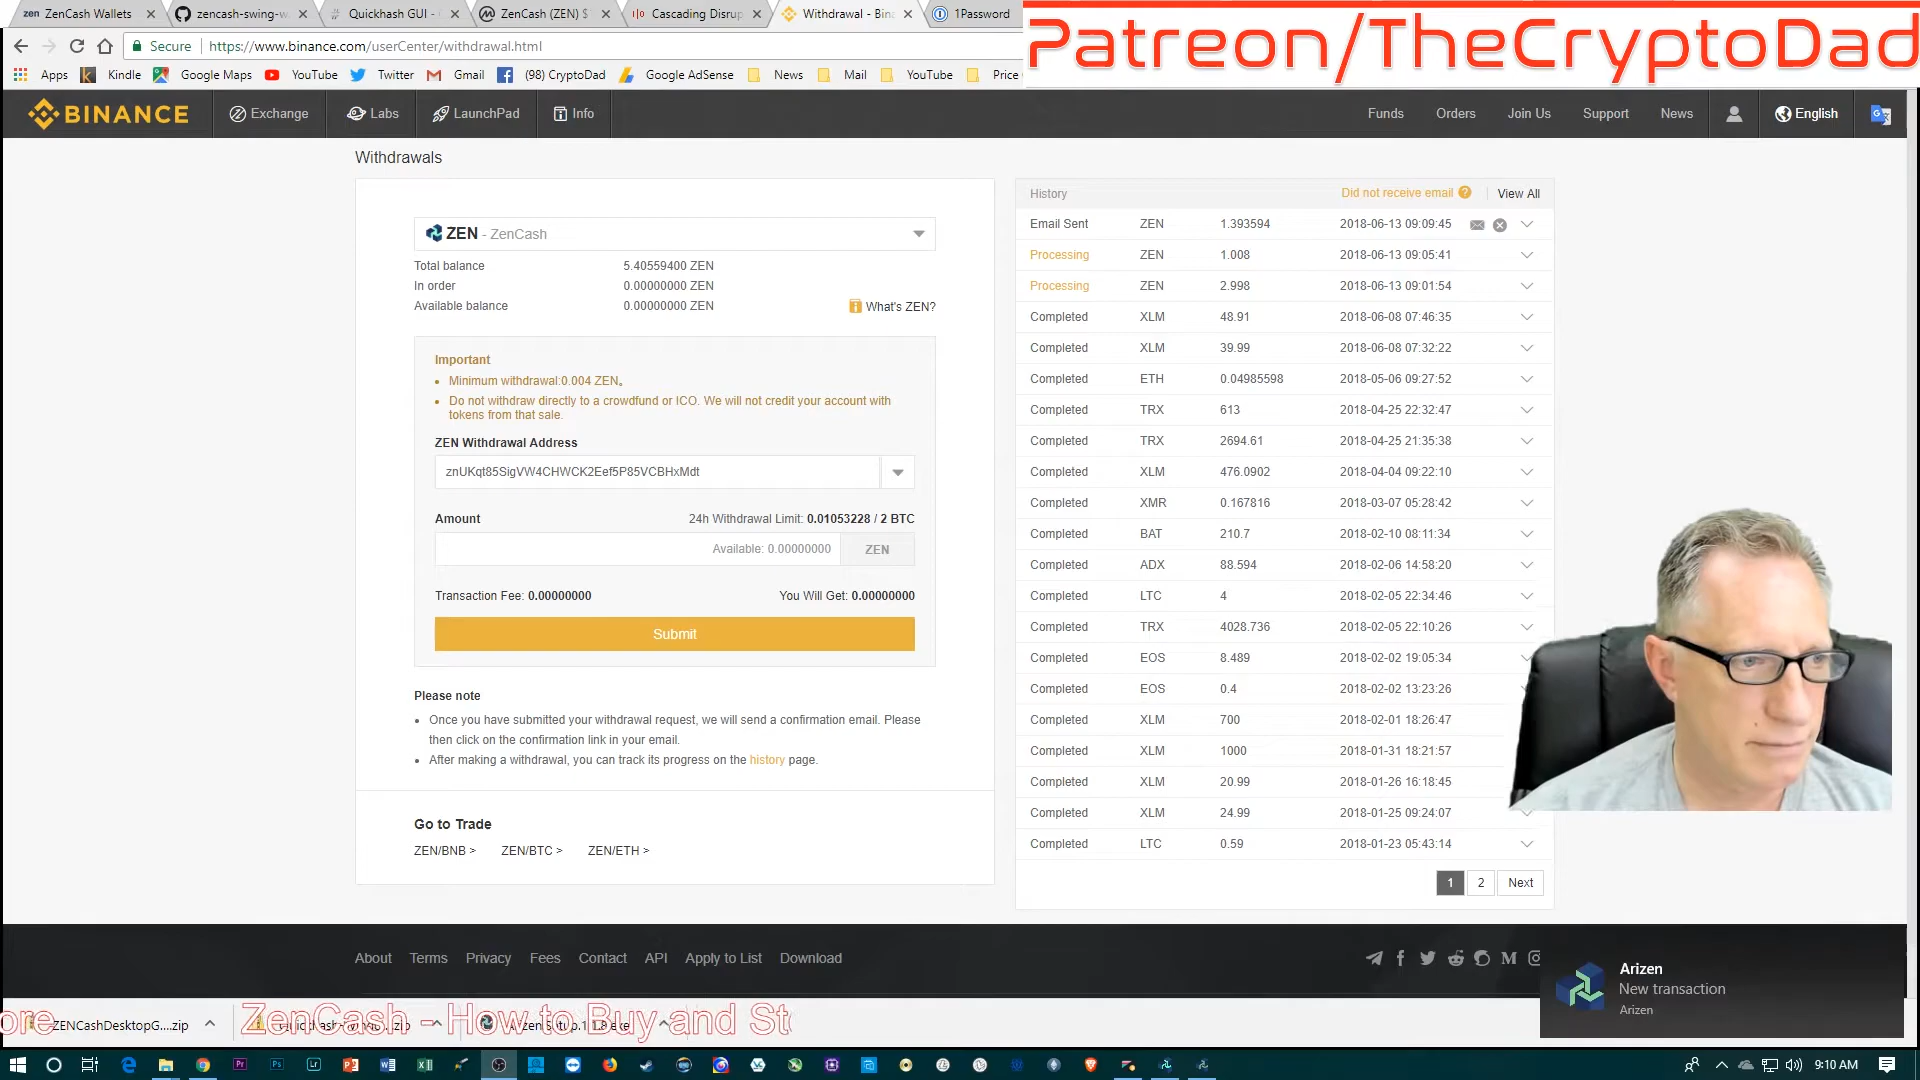 ZenCash Wallets
zencash-swing-w
Quickhash GUI -
ZenCash (ZEN) $
Cascading Disrup
Withdrawal - Bin
1Password
Patreon/TheCryptoDad
Secure
https://www.binance.com/userCenter/withdrawal.html
Apps
Kindle
Google Maps
YouTube
Twitter
Gmail
(98) CryptoDad
Google AdSense
News
Mail
YouTube
Price
BINANCE
Exchange
Labs
LaunchPad
Info
Funds
Orders
Join Us
Support
News
English
Withdrawals
ZEN - ZenCash
Total balance 5.40559400 ZEN
In order 0.00000000 ZEN
Available balance 0.00000000 ZEN
What's ZEN?
Important
Minimum withdrawal:0.004 ZEN。
Do not withdraw directly to a crowdfund or ICO. We will not credit your account with
tokens from that sale.
ZEN Withdrawal Address
znUKqt85SigVW4CHWCK2Eef5P85VCBHxMdt
Amount
24h Withdrawal Limit: 0.01053228 / 2 BTC
Available: 0.00000000
ZEN
Transaction Fee: 0.00000000
You Will Get: 0.00000000
Submit
Please note
Once you have submitted your withdrawal request, we will send a confirmation email. Please
then click on the confirmation link in your email.
After making a withdrawal, you can track its progress on the history page.
Go to Trade
ZEN/BNB >
ZEN/BTC >
ZEN/ETH >
History
Did not receive email ?
View All
Email Sent ZEN 1.393594 2018-06-13 09:09:45
Processing ZEN 1.008 2018-06-13 09:05:41
Processing ZEN 2.998 2018-06-13 09:01:54
Completed XLM 48.91 2018-06-08 07:46:35
Completed XLM 39.99 2018-06-08 07:32:22
Completed ETH 0.04985598 2018-05-06 09:27:52
Completed TRX 613 2018-04-25 22:32:47
Completed TRX 2694.61 2018-04-25 21:35:38
Completed XLM 476.0902 2018-04-04 09:22:10
Completed XMR 0.167816 2018-03-07 05:28:42
Completed BAT 210.7 2018-02-10 08:11:34
Completed ADX 88.594 2018-02-06 14:58:20
Completed LTC 4 2018-02-05 22:34:46
Completed TRX 4028.736 2018-02-05 22:10:26
Completed EOS 8.489 2018-02-02 19:05:34
Completed EOS 0.4 2018-02-02 13:23:26
Completed XLM 700 2018-02-01 18:26:47
Completed XLM 1000 2018-01-31 18:21:57
Completed XLM 20.99 2018-01-26 16:18:45
Completed XLM 24.99 2018-01-25 09:24:07
Completed LTC 0.59 2018-01-23 05:43:14
1
2
Next
About
Terms
Privacy
Fees
Contact
API
Apply to List
Download
Arizen
New transaction
Arizen
ore
ZENCashDesktopG....zip
ZenCash - How to Buy and St
9:10 AM